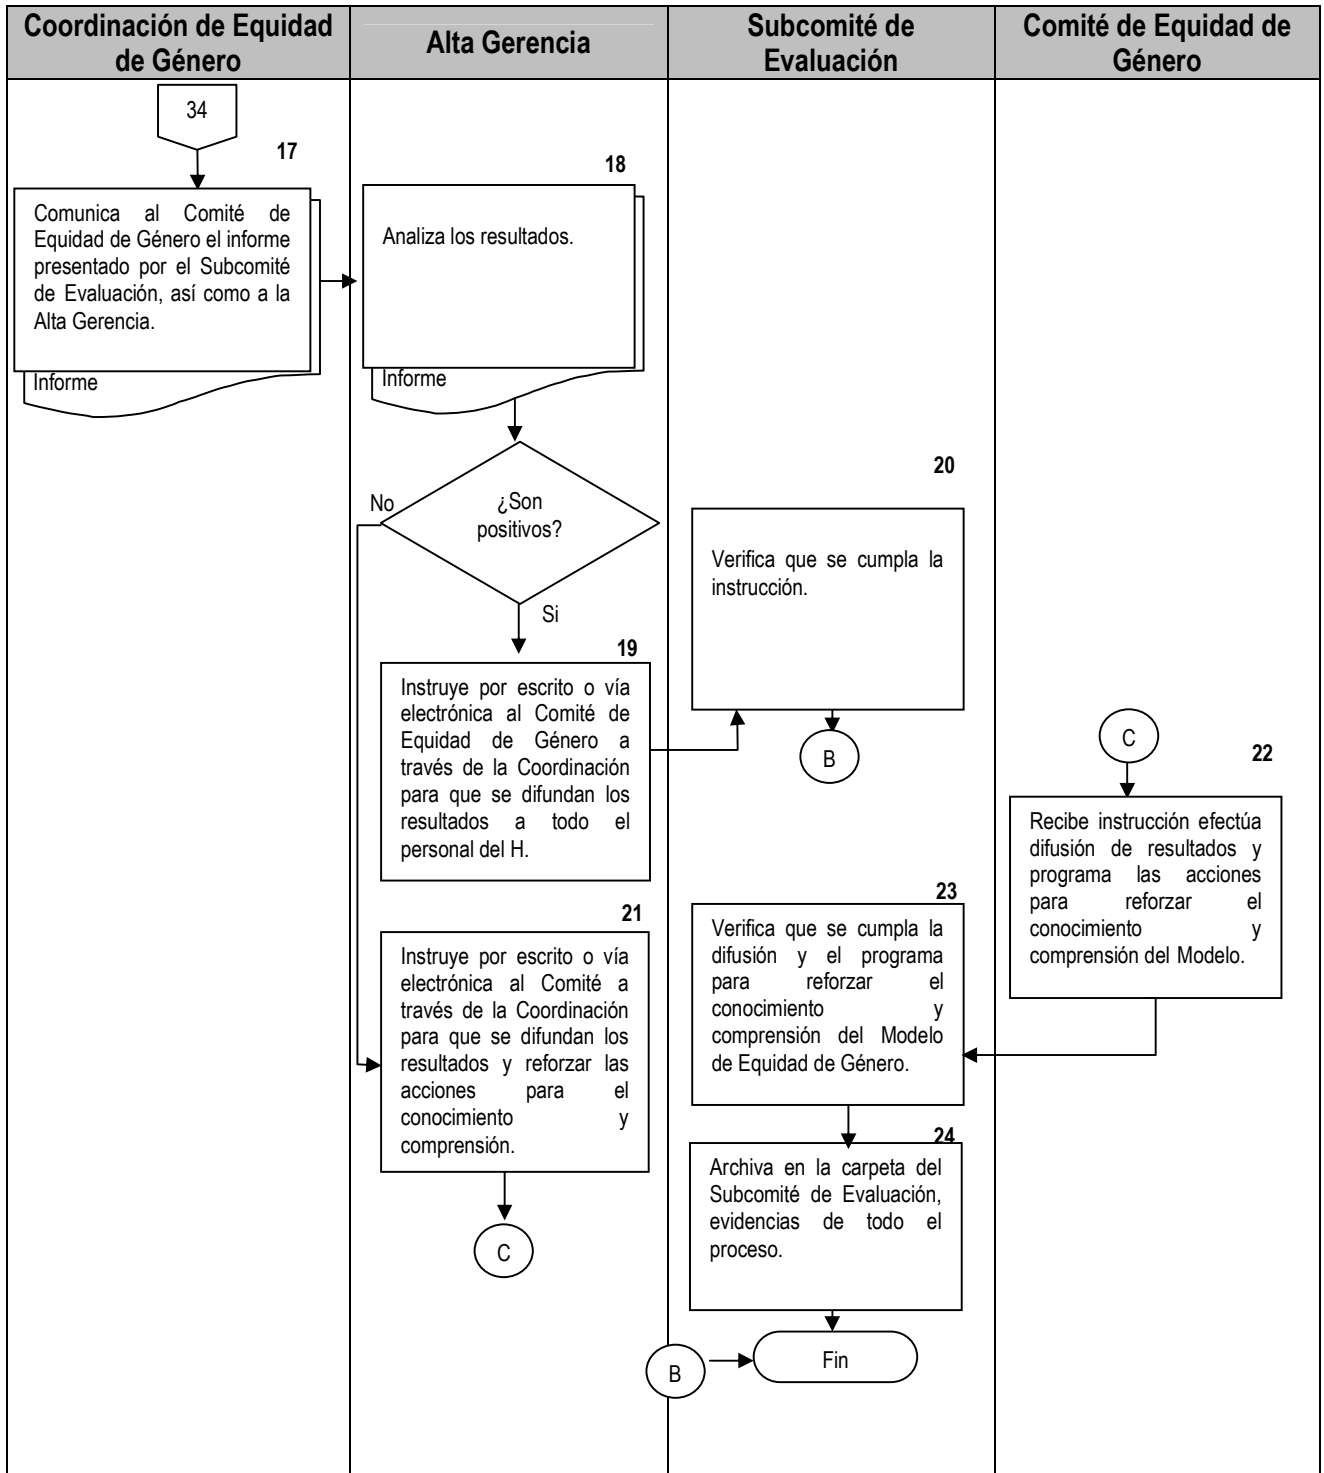 Coordinación de Equidad
de Género
Alta Gerencia
Subcomité de
Evaluación
Comité de Equidad de
Género
34
17
Comunica al Comité de
Equidad de Género el informe
presentado por el Subcomité
de Evaluación, así como a la
Alta Gerencia.
Informe
18
Analiza los resultados.
Informe
¿Son
positivos?
No
Si
19
Instruye por escrito o vía
electrónica al Comité de
Equidad de Género a
través de la Coordinación
para que se difundan los
resultados a todo el
personal del H.
20
Verifica que se cumpla la
instrucción.
B
21
Instruye por escrito o vía
electrónica al Comité a
través de la Coordinación
para que se difundan los
resultados y reforzar las
acciones para el
conocimiento y
comprensión.
C
C
22
Recibe instrucción efectúa
difusión de resultados y
programa las acciones
para reforzar el
conocimiento y
comprensión del Modelo.
23
Verifica que se cumpla la
difusión y el programa
para reforzar el
conocimiento y
comprensión del Modelo
de Equidad de Género.
24
Archiva en la carpeta del
Subcomité de Evaluación,
evidencias de todo el
proceso.
B
Fin